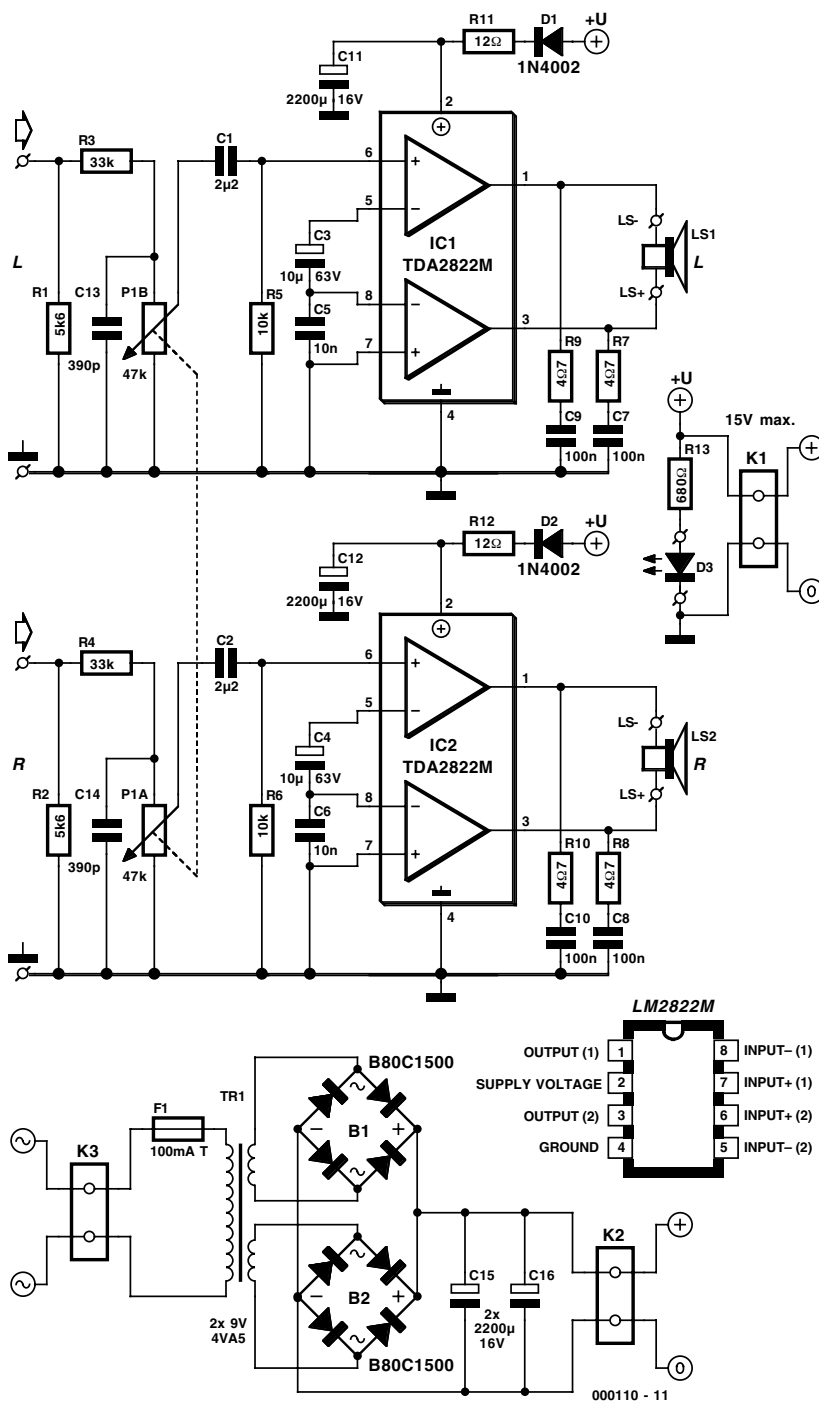 R11
12Ω
D1
1N4002
+U
C11
2200µ 16V
2
R3
33k
C1
2µ2
6
+
1
5
–
LS-
LS1
L
LS+
L
C3
10µ 63V
IC1
TDA2822M
R1
5k6
C13
390p
P1B
47k
R5
10k
8
–
C5
10n
7
+
3
R9
4Ω7
R7
4Ω7
4
C9
100n
C7
100n
+U
15V max.
R13
680Ω
K1
+
D3
0
R12
12Ω
D2
1N4002
+U
C12
2200µ 16V
2
R4
33k
C2
2µ2
6
+
1
5
–
LS-
LS2
R
LS+
R
C4
10µ 63V
IC2
TDA2822M
R2
5k6
C14
390p
P1A
47k
R6
10k
8
–
C6
10n
7
+
3
R10
4Ω7
R8
4Ω7
4
C10
100n
C8
100n
LM2822M
OUTPUT (1) 1 8 INPUT– (1)
SUPPLY VOLTAGE 2 7 INPUT+ (1)
OUTPUT (2) 3 6 INPUT+ (2)
GROUND 4 5 INPUT– (2)
B80C1500
TR1
F1
100mA T
K3
~
– B1 +
~
~
~
~
– B2 +
~
2x 9V
4VA5
B80C1500
C15
C16
2x
2200µ
16V
K2
+
0
000110 - 11